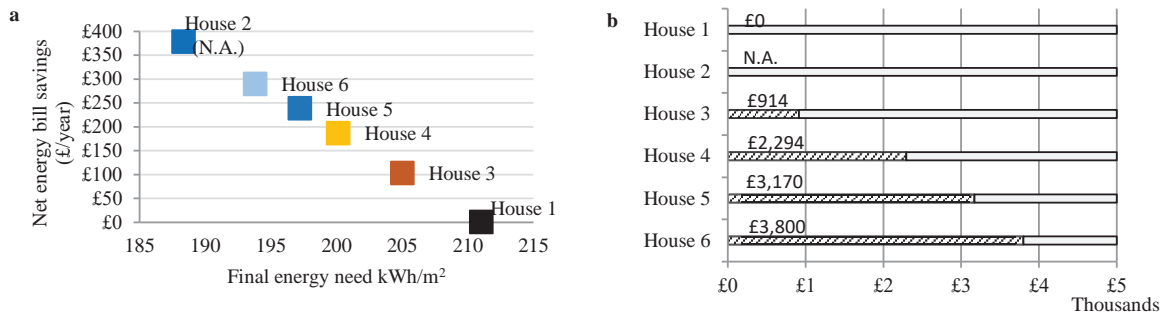 a
Net energy bill savings
(£/year)
£400
£350
£300
£250
£200
£150
£100
£50
£0
House 2
(N.A.)
House 6
House 5
House 4
House 3
House 1
185 190 195 200 205 210 215
Final energy need kWh/m²
b
House 1 £0
House 2 N.A.
House 3 £914
House 4 £2,294
House 5 £3,170
House 6 £3,800
£0 £1 £2 £3 £4 £5
Thousands